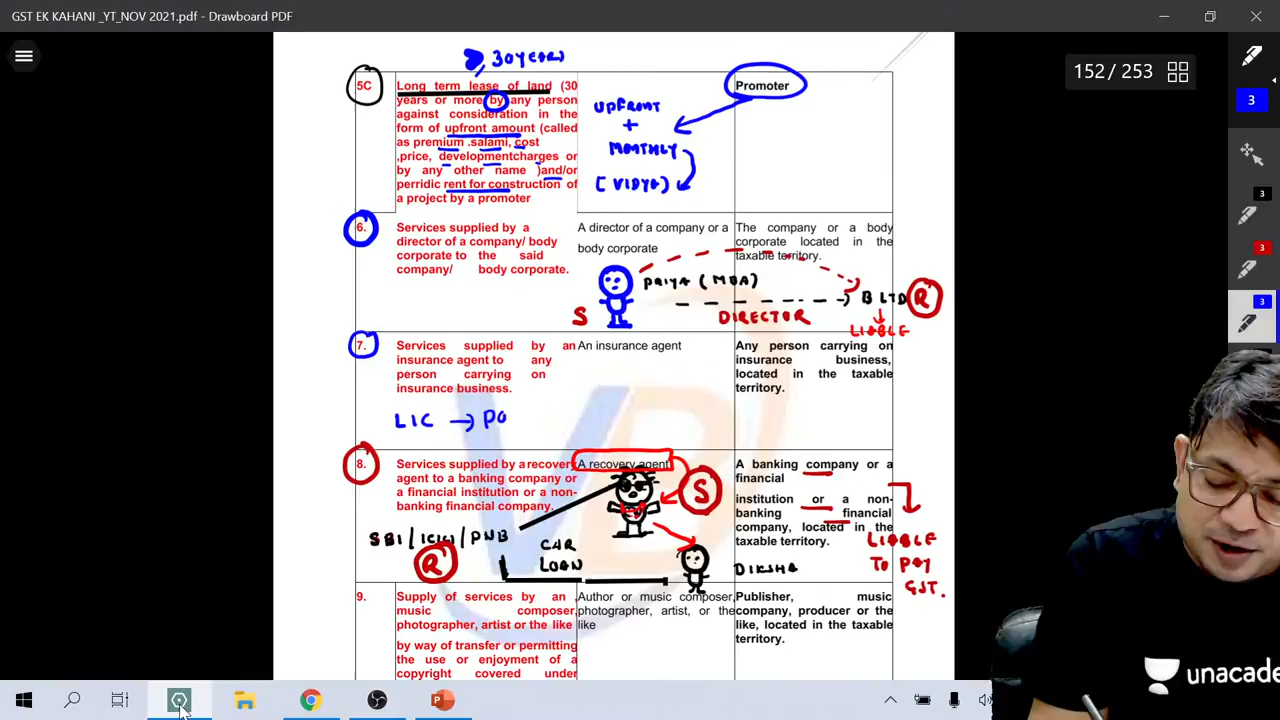 GST EK KAHANI _YT_NOV 2021.pdf - Drawboard PDF
152 / 253
30 YEARS
5C
Long term lease of land (30
years or more by any person
against consideration in the
form of upfront amount (called
as premium .salami, cost
,price, developmentcharges or
by any other name )and/or
perridic rent for construction of
a project by a promoter
UPFRONT
+
MONTHLY
(VIDYA)
Promoter
6.
Services supplied by a
director of a company/ body
corporate to the said
company/ body corporate.
A director of a company or a
body corporate
The company or a body
corporate located in the
taxable territory.
PRIYA (MBA)
S
DIRECTOR
B LTD
R
LIABLE
7.
Services supplied by an
insurance agent to any
person carrying on
insurance business.
An insurance agent
Any person carrying on
insurance business,
located in the taxable
territory.
LIC → PO
8.
Services supplied by a recovery
agent to a banking company or
a financial institution or a non-
banking financial company.
A recovery agent
S
A banking company or a
financial
institution or a non-
banking financial
company, located in the
taxable territory.
SBI / ICICI / PNB
R
CAR
LOAN
DIKSHA
LIABLE
TO PAY
GST.
9.
Supply of services by an
music composer,
photographer, artist or the like
by way of transfer or permitting
the use or enjoyment of a
copyright covered under
Author or music composer,
photographer, artist, or the
like
Publisher, music
company, producer or the
like, located in the taxable
territory.
3
3
3
3
unacade